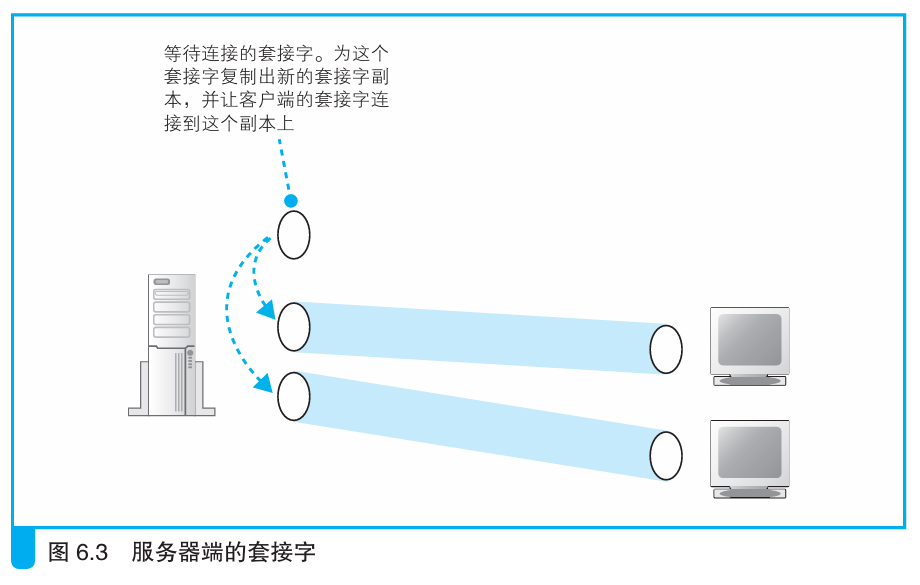 等待连接的套接字。为这个
套接字复制出新的套接字副
本，并让客户端的套接字连
接到这个副本上
图 6.3 服务器端的套接字